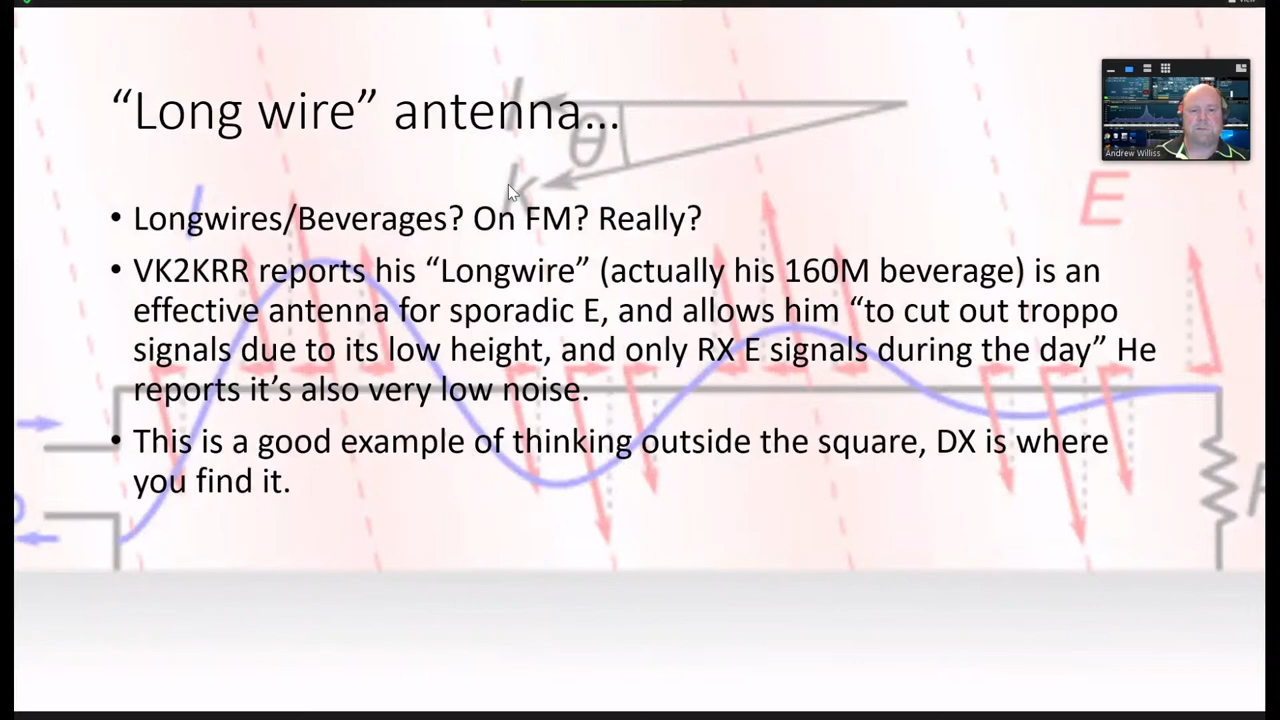 “Long wire” antenna...
θ
k
I
E
• Longwires/Beverages? On FM? Really?
• VK2KRR reports his “Longwire” (actually his 160M beverage) is an
effective antenna for sporadic E, and allows him “to cut out troppo
signals due to its low height, and only RX E signals during the day” He
reports it’s also very low noise.
• This is a good example of thinking outside the square, DX is where
you find it.
Andrew Williss